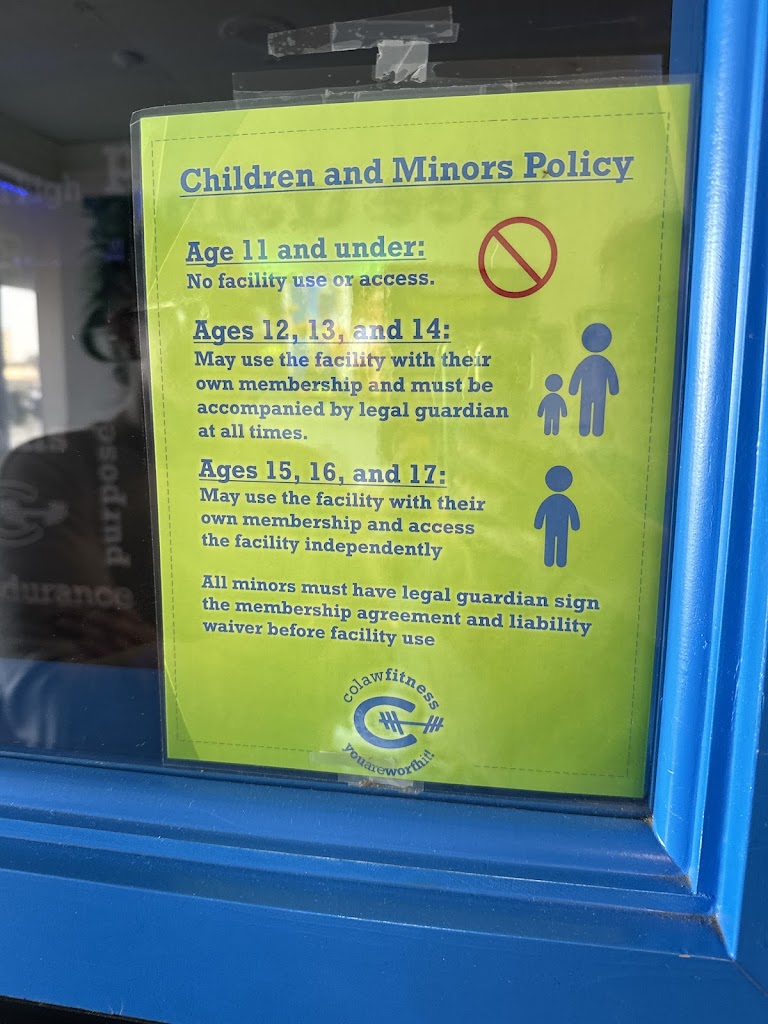 Children and Minors Policy
Age 11 and under:
No facility use or access.
Ages 12, 13, and 14:
May use the facility with their
own membership and must be
accompanied by legal guardian
at all times.
Ages 15, 16, and 17:
May use the facility with their
own membership and access
the facility independently
All minors must have legal guardian sign
the membership agreement and liability
waiver before facility use
colawfitness
youareworthit!
purpose
durance